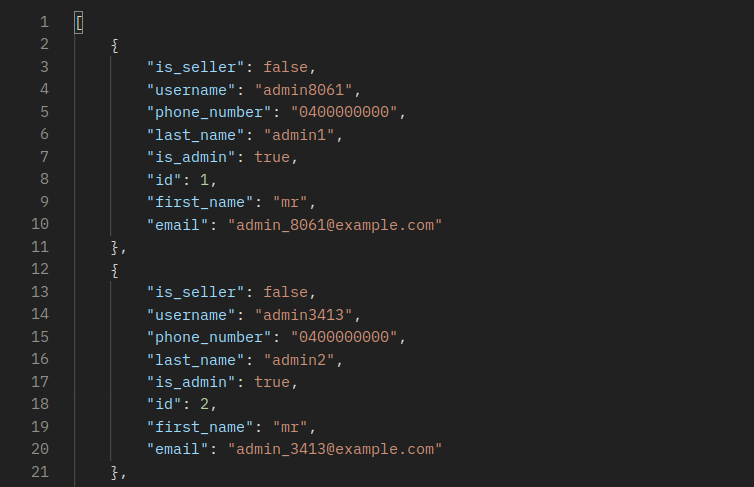 1 [
2 {
3 "is_seller": false,
4 "username": "admin8061",
5 "phone_number": "0400000000",
6 "last_name": "admin1",
7 "is_admin": true,
8 "id": 1,
9 "first_name": "mr",
10 "email": "admin_8061@example.com"
11 },
12 {
13 "is_seller": false,
14 "username": "admin3413",
15 "phone_number": "0400000000",
16 "last_name": "admin2",
17 "is_admin": true,
18 "id": 2,
19 "first_name": "mr",
20 "email": "admin_3413@example.com"
21 },